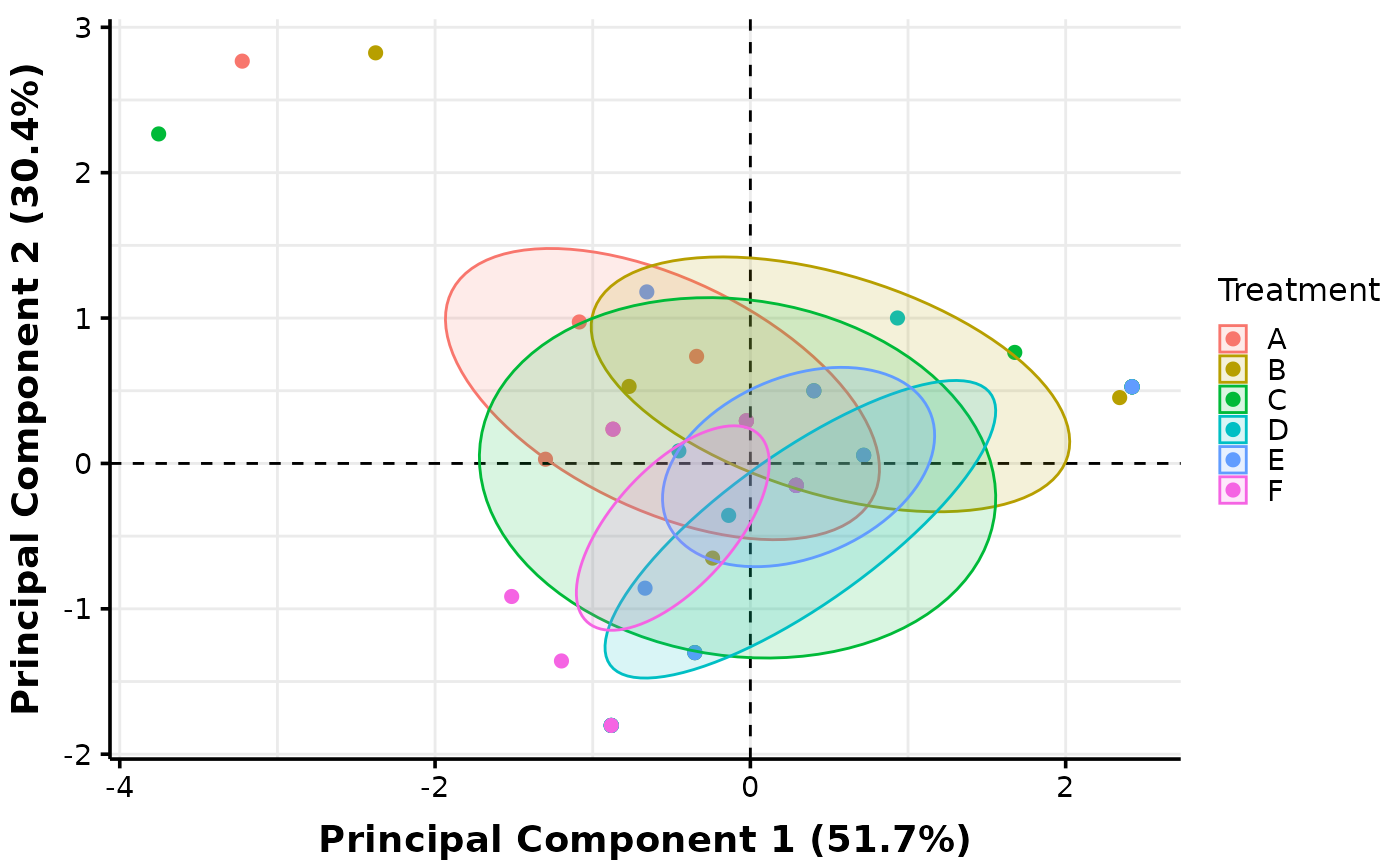 3
2
1
0
-1
-2
-4
-2
0
2
Principal Component 2 (30.4%)
Principal Component 1 (51.7%)
Treatment
A
B
C
D
E
F